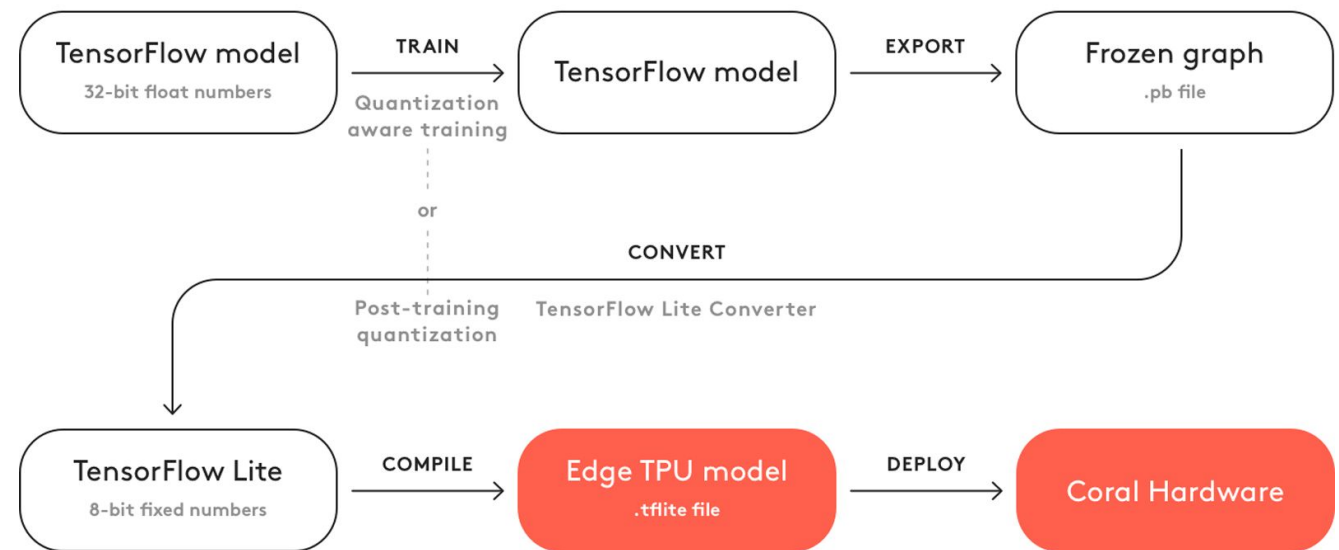 TensorFlow model
32-bit float numbers
TRAIN
Quantization
aware training
TensorFlow model
EXPORT
Frozen graph
.pb file
or
CONVERT
Post-training
quantization
TensorFlow Lite Converter
TensorFlow Lite
8-bit fixed numbers
COMPILE
Edge TPU model
.tflite file
DEPLOY
Coral Hardware